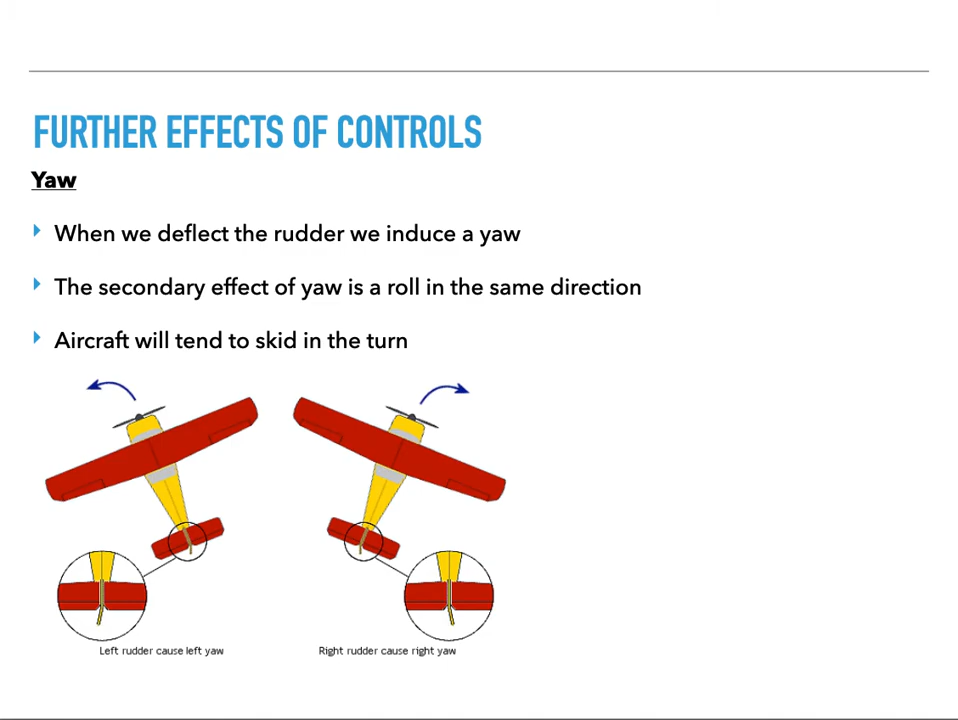 FURTHER EFFECTS OF CONTROLS
Yaw
When we deflect the rudder we induce a yaw
The secondary effect of yaw is a roll in the same direction
Aircraft will tend to skid in the turn
Left rudder cause left yaw
Right rudder cause right yaw